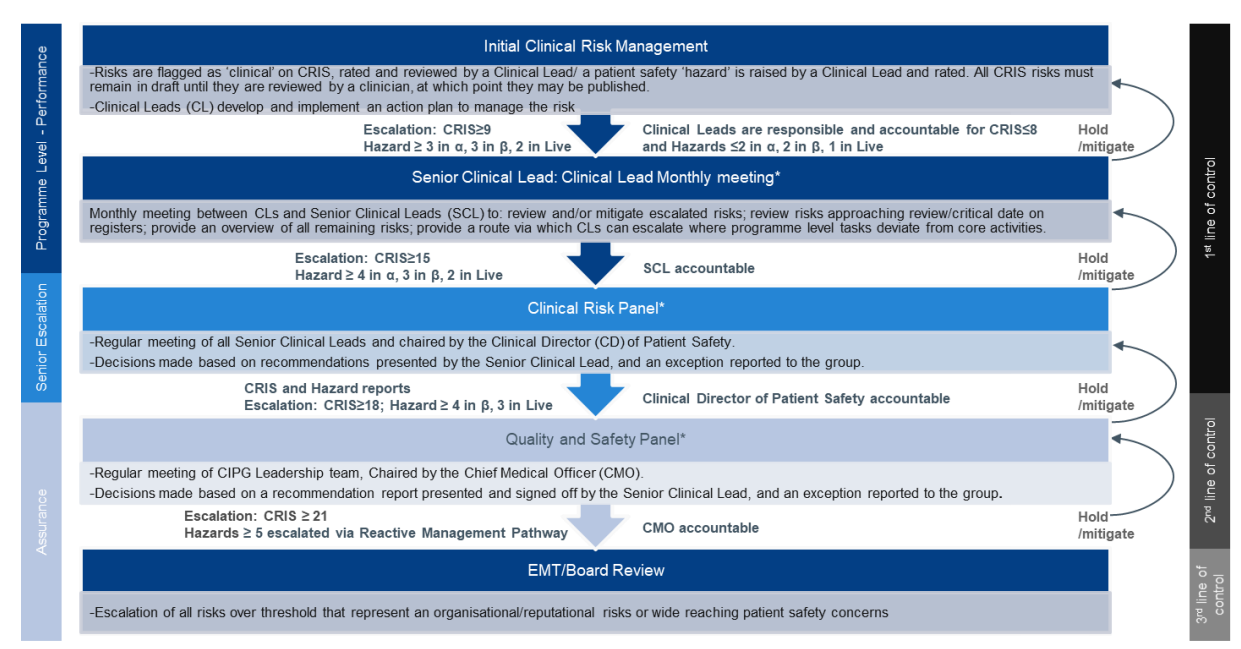 Programme Level - Performance
Senior Escalation
Assurance
Initial Clinical Risk Management
-Risks are flagged as ‘clinical’ on CRIS, rated and reviewed by a Clinical Lead/ a patient safety ‘hazard’ is raised by a Clinical Lead and rated. All CRIS risks must
remain in draft until they are reviewed by a clinician, at which point they may be published.
-Clinical Leads (CL) develop and implement an action plan to manage the risk
Escalation: CRIS≥9
Hazard ≥ 3 in α, 3 in β, 2 in Live
Clinical Leads are responsible and accountable for CRIS≤8
and Hazards ≤2 in α, 2 in β, 1 in Live
Hold
/mitigate
Senior Clinical Lead: Clinical Lead Monthly meeting*
Monthly meeting between CLs and Senior Clinical Leads (SCL) to: review and/or mitigate escalated risks; review risks approaching review/critical date on
registers; provide an overview of all remaining risks; provide a route via which CLs can escalate where programme level tasks deviate from core activities.
Escalation: CRIS≥15
Hazard ≥ 4 in α, 3 in β, 2 in Live
SCL accountable
Hold
/mitigate
Clinical Risk Panel*
-Regular meeting of all Senior Clinical Leads and chaired by the Clinical Director (CD) of Patient Safety.
-Decisions made based on recommendations presented by the Senior Clinical Lead, and an exception reported to the group.
CRIS and Hazard reports
Escalation: CRIS≥18; Hazard ≥ 4 in β, 3 in Live
Clinical Director of Patient Safety accountable
Hold
/mitigate
Quality and Safety Panel*
-Regular meeting of CIPG Leadership team, Chaired by the Chief Medical Officer (CMO).
-Decisions made based on a recommendation report presented and signed off by the Senior Clinical Lead, and an exception reported to the group.
Escalation: CRIS ≥ 21
Hazards ≥ 5 escalated via Reactive Management Pathway
CMO accountable
Hold
/mitigate
EMT/Board Review
-Escalation of all risks over threshold that represent an organisational/reputational risks or wide reaching patient safety concerns
1st line of control
2nd line of control
3rd line of
control